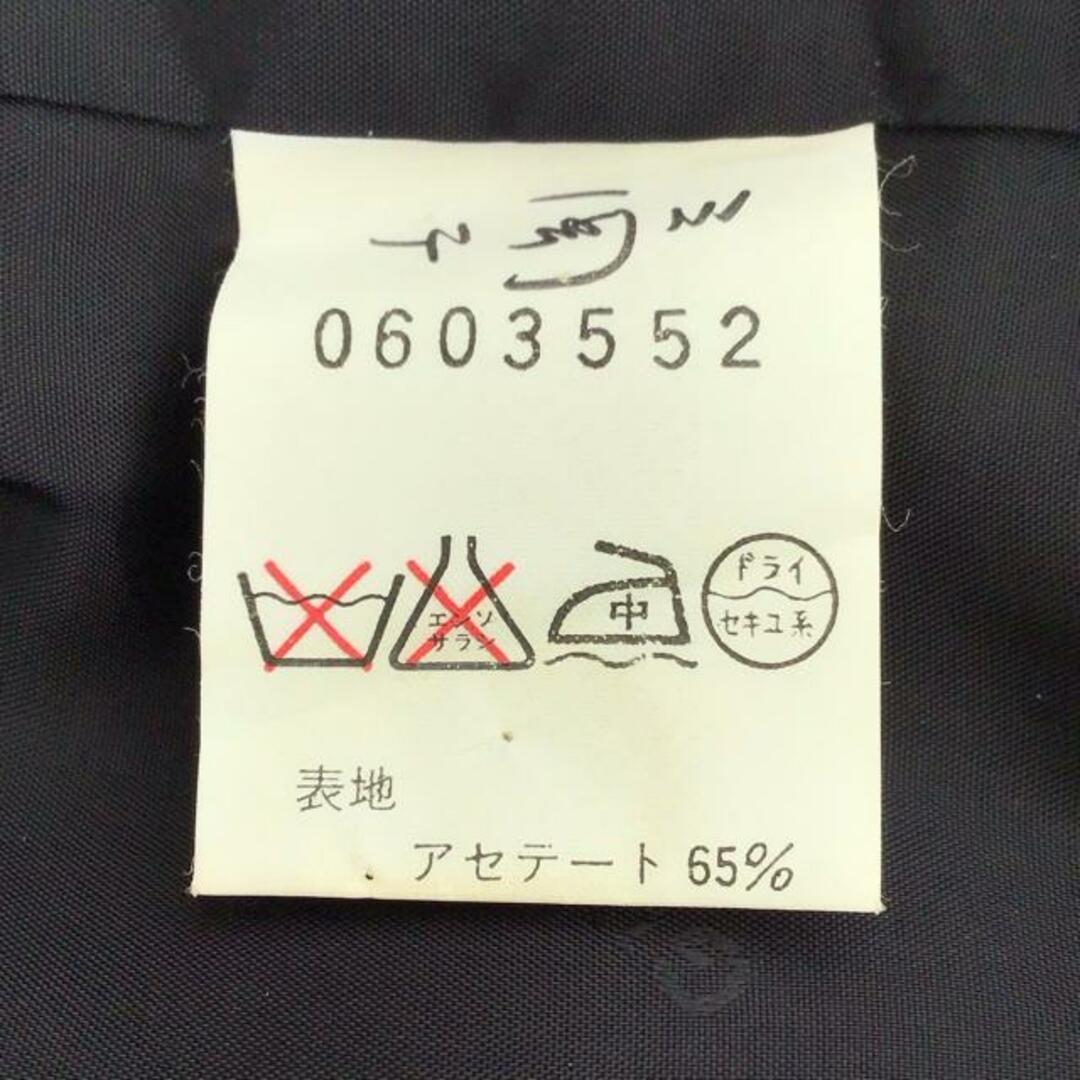 0603552
エンソ
サラシ
中
ドライ
セキユ系
表地
アセテート 65%